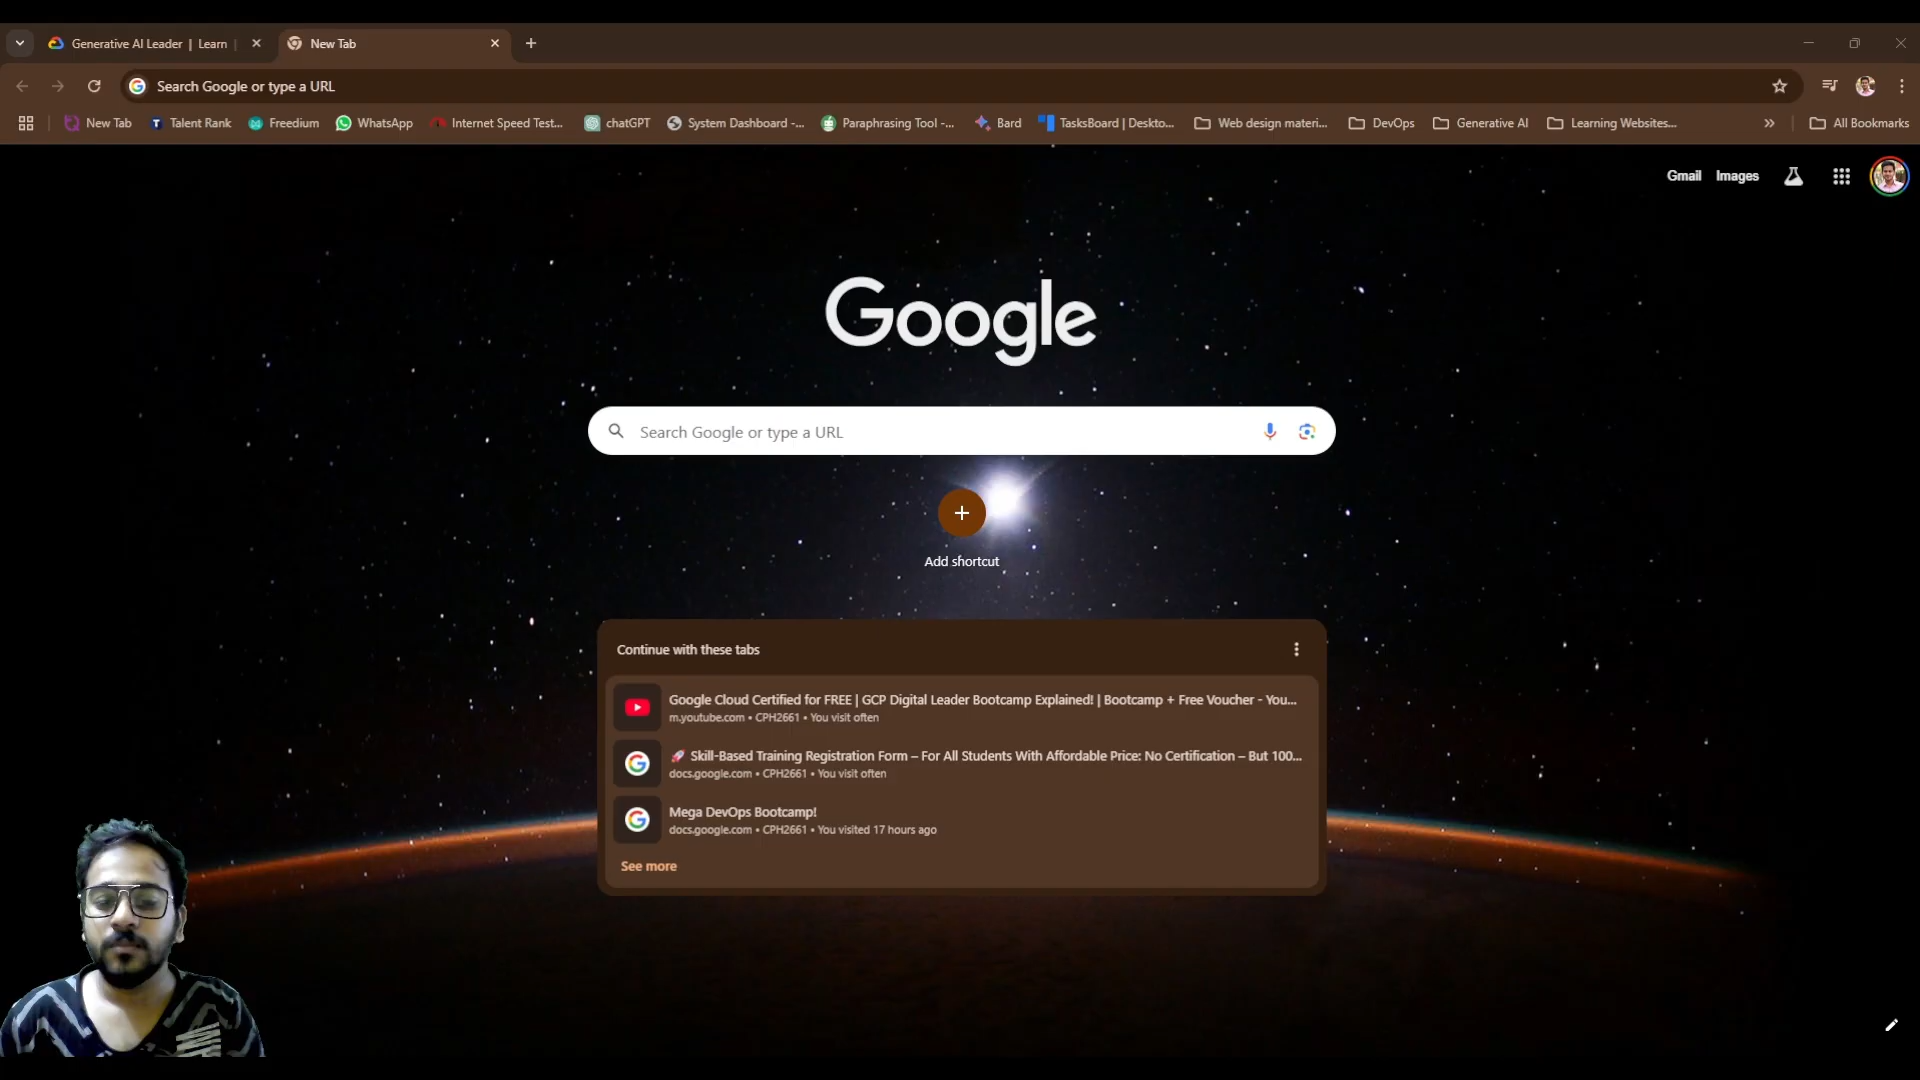 Generative AI Leader | Learn
New Tab
Search Google or type a URL
New Tab
Talent Rank
Freedium
WhatsApp
Internet Speed Test...
chatGPT
System Dashboard -...
Paraphrasing Tool -...
Bard
TasksBoard | Deskto...
Web design materi...
DevOps
Generative AI
Learning Websites...
All Bookmarks
Gmail
Images
Google
Search Google or type a URL
Add shortcut
Continue with these tabs
Google Cloud Certified for FREE | GCP Digital Leader Bootcamp Explained! | Bootcamp + Free Voucher - You...
m.youtube.com • CPH2661 • You visit often
🚀 Skill-Based Training Registration Form – For All Students With Affordable Price: No Certification – But 100...
docs.google.com • CPH2661 • You visit often
Mega DevOps Bootcamp!
docs.google.com • CPH2661 • You visited 17 hours ago
See more